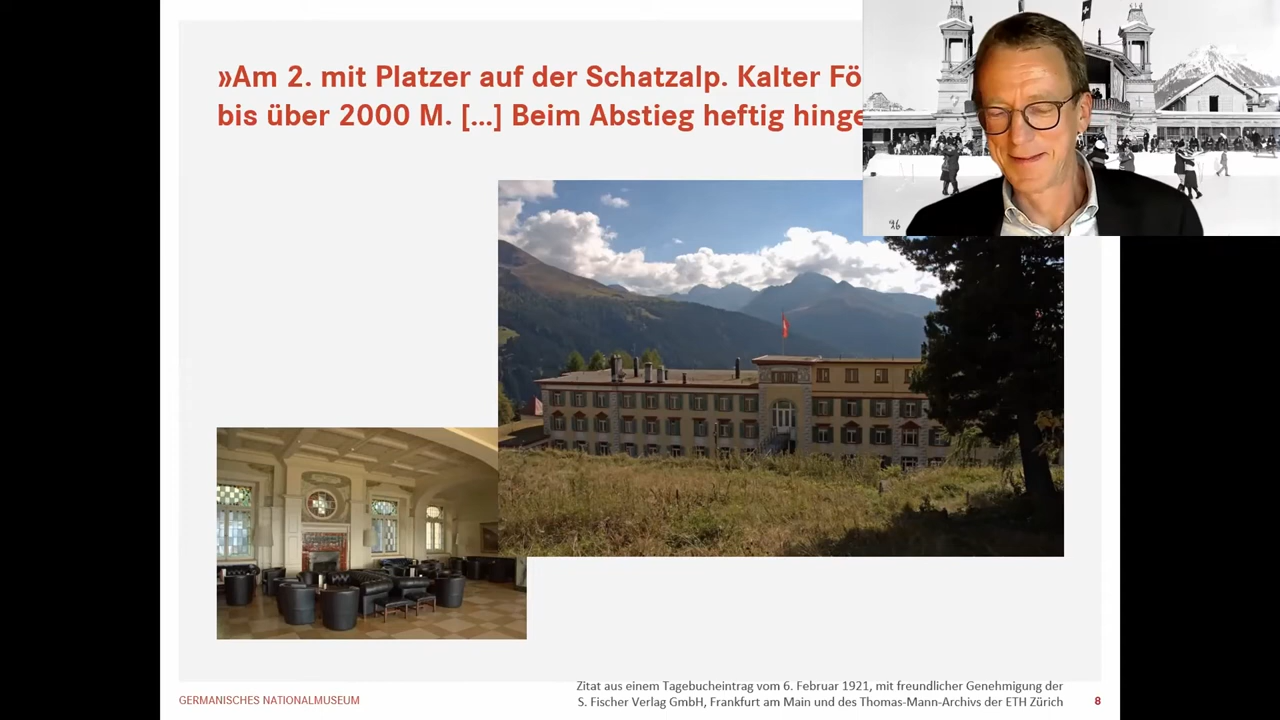 »Am 2. mit Platzer auf der Schatzalp. Kalter Fö
bis über 2000 M. [...] Beim Abstieg heftig hinge
96
Zitat aus einem Tagebucheintrag vom 6. Februar 1921, mit freundlicher Genehmigung der
GERMANISCHES NATIONALMUSEUM
S. Fischer Verlag GmbH, Frankfurt am Main und des Thomas-Mann-Archivs der ETH Zürich
8